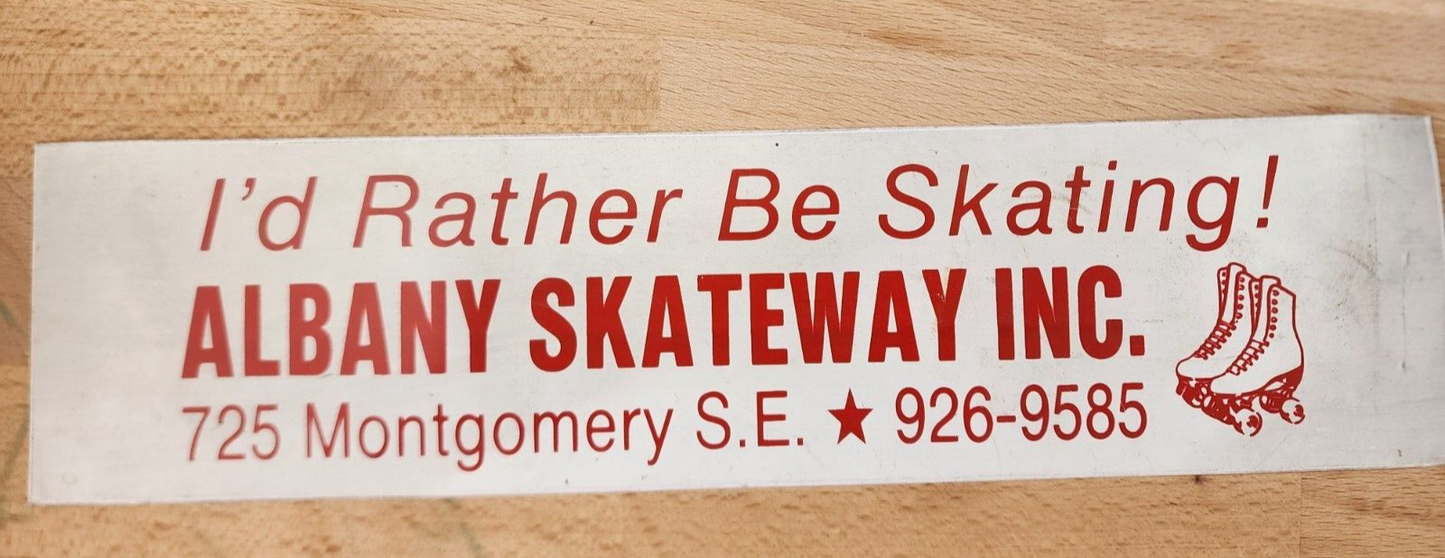 I'd Rather Be Skating!
ALBANY SKATEWAY INC.
725 Montgomery S.E. ★ 926-9585